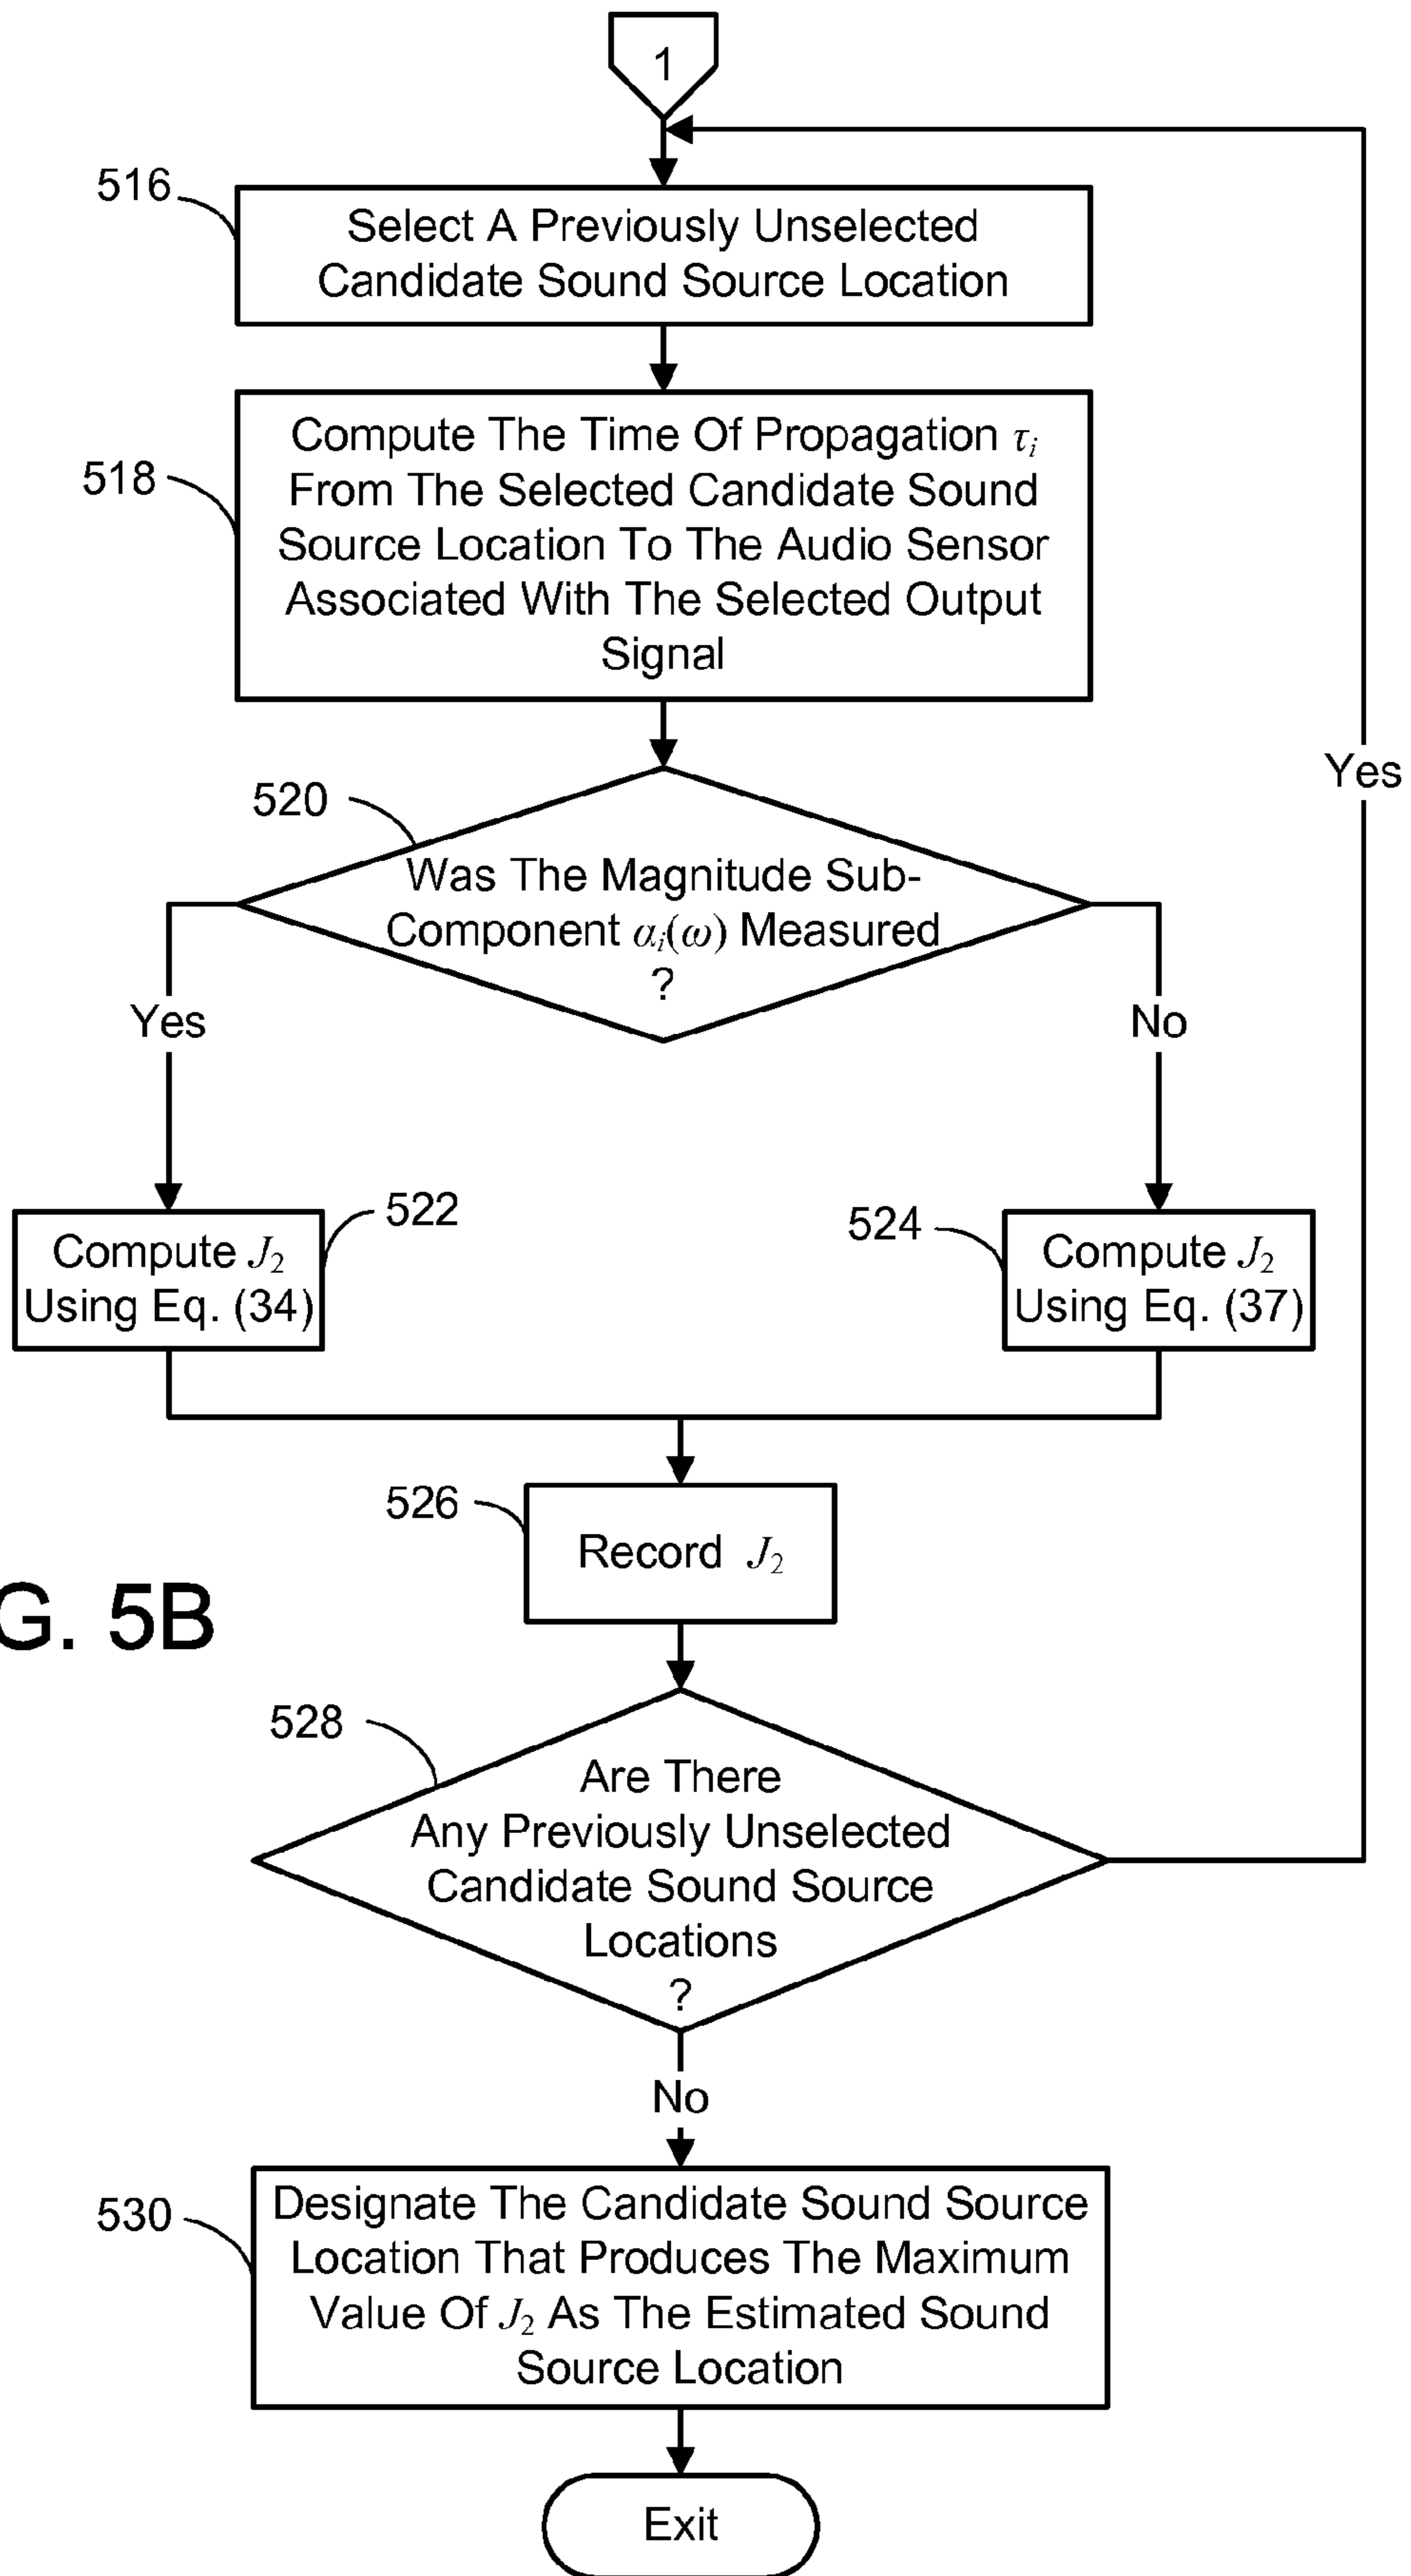 1
516
Select A Previously Unselected
Candidate Sound Source Location
518
Compute The Time Of Propagation τi
From The Selected Candidate Sound
Source Location To The Audio Sensor
Associated With The Selected Output
Signal
Yes
520
Was The Magnitude Sub-
Component αi(ω) Measured
?
Yes
No
522
Compute J2
Using Eq. (34)
524
Compute J2
Using Eq. (37)
526
Record J2
G. 5B
528
Are There
Any Previously Unselected
Candidate Sound Source
Locations
?
No
530
Designate The Candidate Sound Source
Location That Produces The Maximum
Value Of J2 As The Estimated Sound
Source Location
Exit